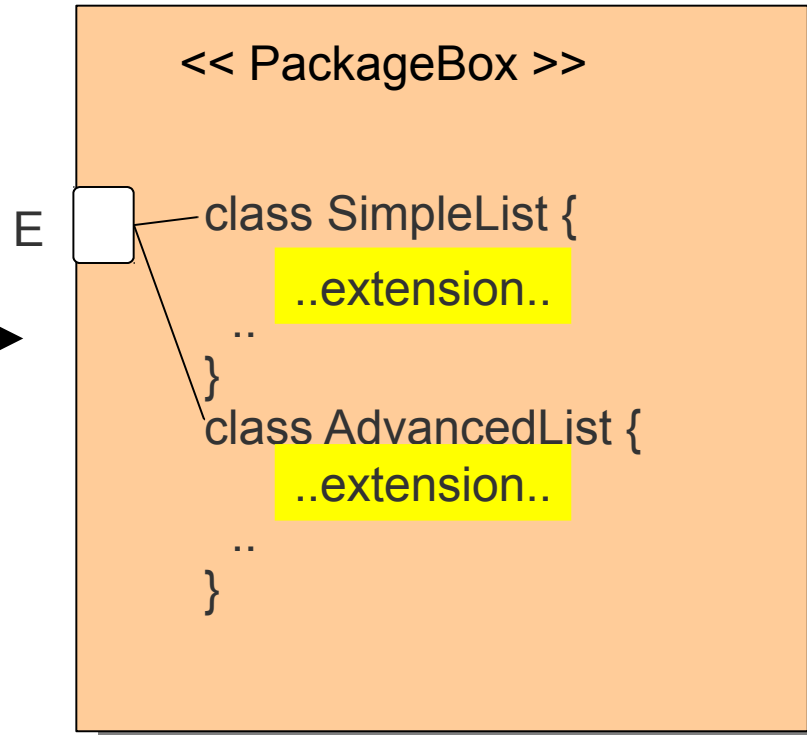 << PackageBox >>
E
class SimpleList {
..extension..
..
}
class AdvancedList {
..extension..
..
}